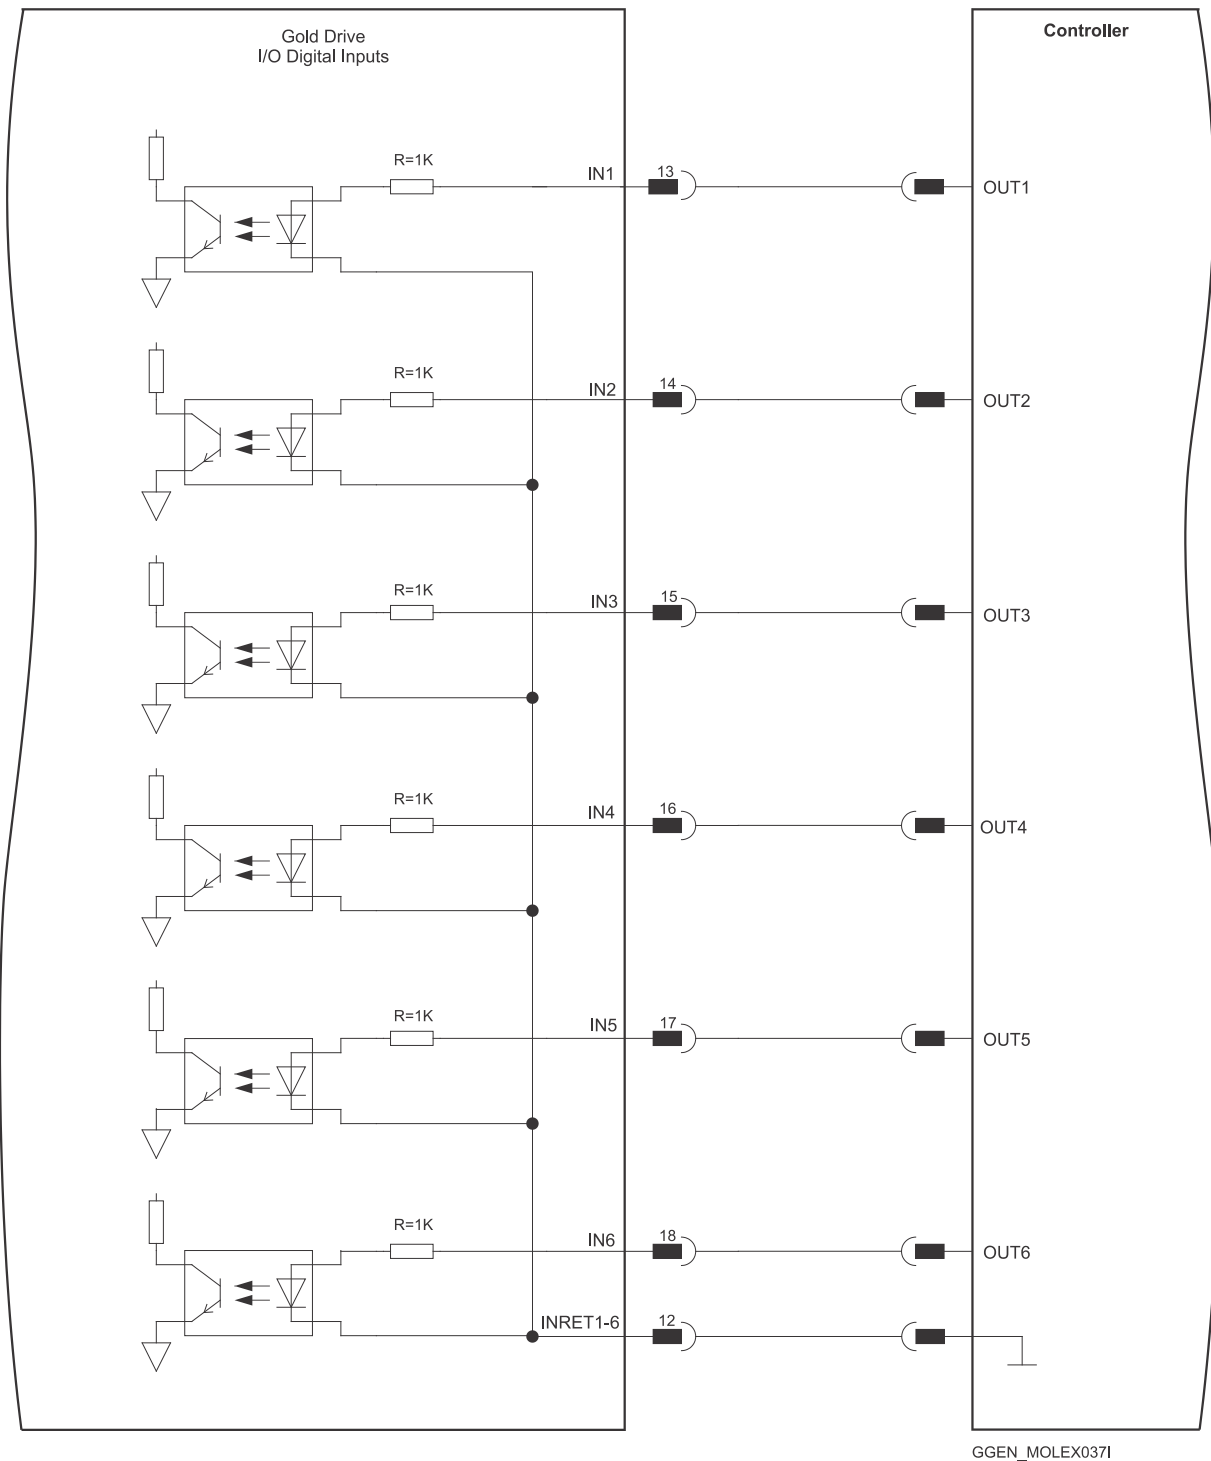 Gold Drive
I/O Digital Inputs
Controller
R=1K
IN1
13
OUT1
R=1K
IN2
14
OUT2
R=1K
IN3
15
OUT3
R=1K
IN4
16
OUT4
R=1K
IN5
17
OUT5
R=1K
IN6
18
OUT6
INRET1-6
12
GGEN_MOLEX037I